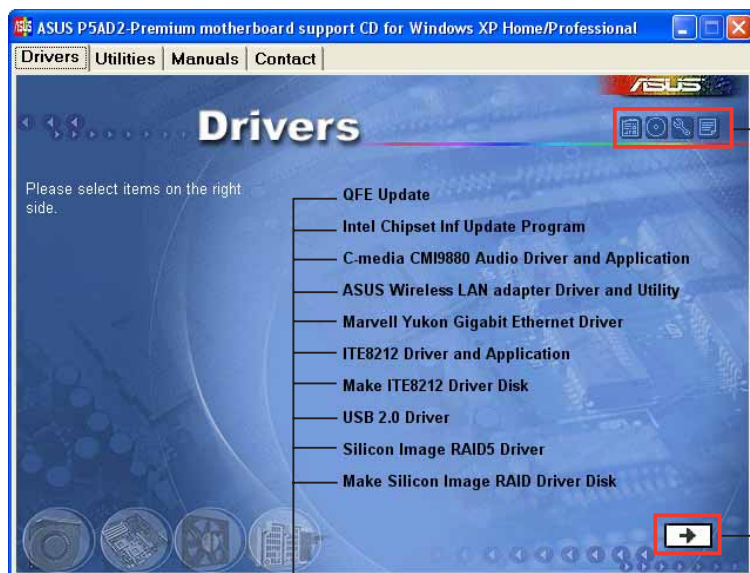 ASUS P5AD2-Premium motherboard support CD for Windows XP Home/Professional
Drivers Utilities Manuals Contact
ASUS
Drivers
Please select items on the right
side.
QFE Update
Intel Chipset Inf Update Program
C-media CMI9880 Audio Driver and Application
ASUS Wireless LAN adapter Driver and Utility
Marvell Yukon Gigabit Ethernet Driver
ITE8212 Driver and Application
Make ITE8212 Driver Disk
USB 2.0 Driver
Silicon Image RAID5 Driver
Make Silicon Image RAID Driver Disk